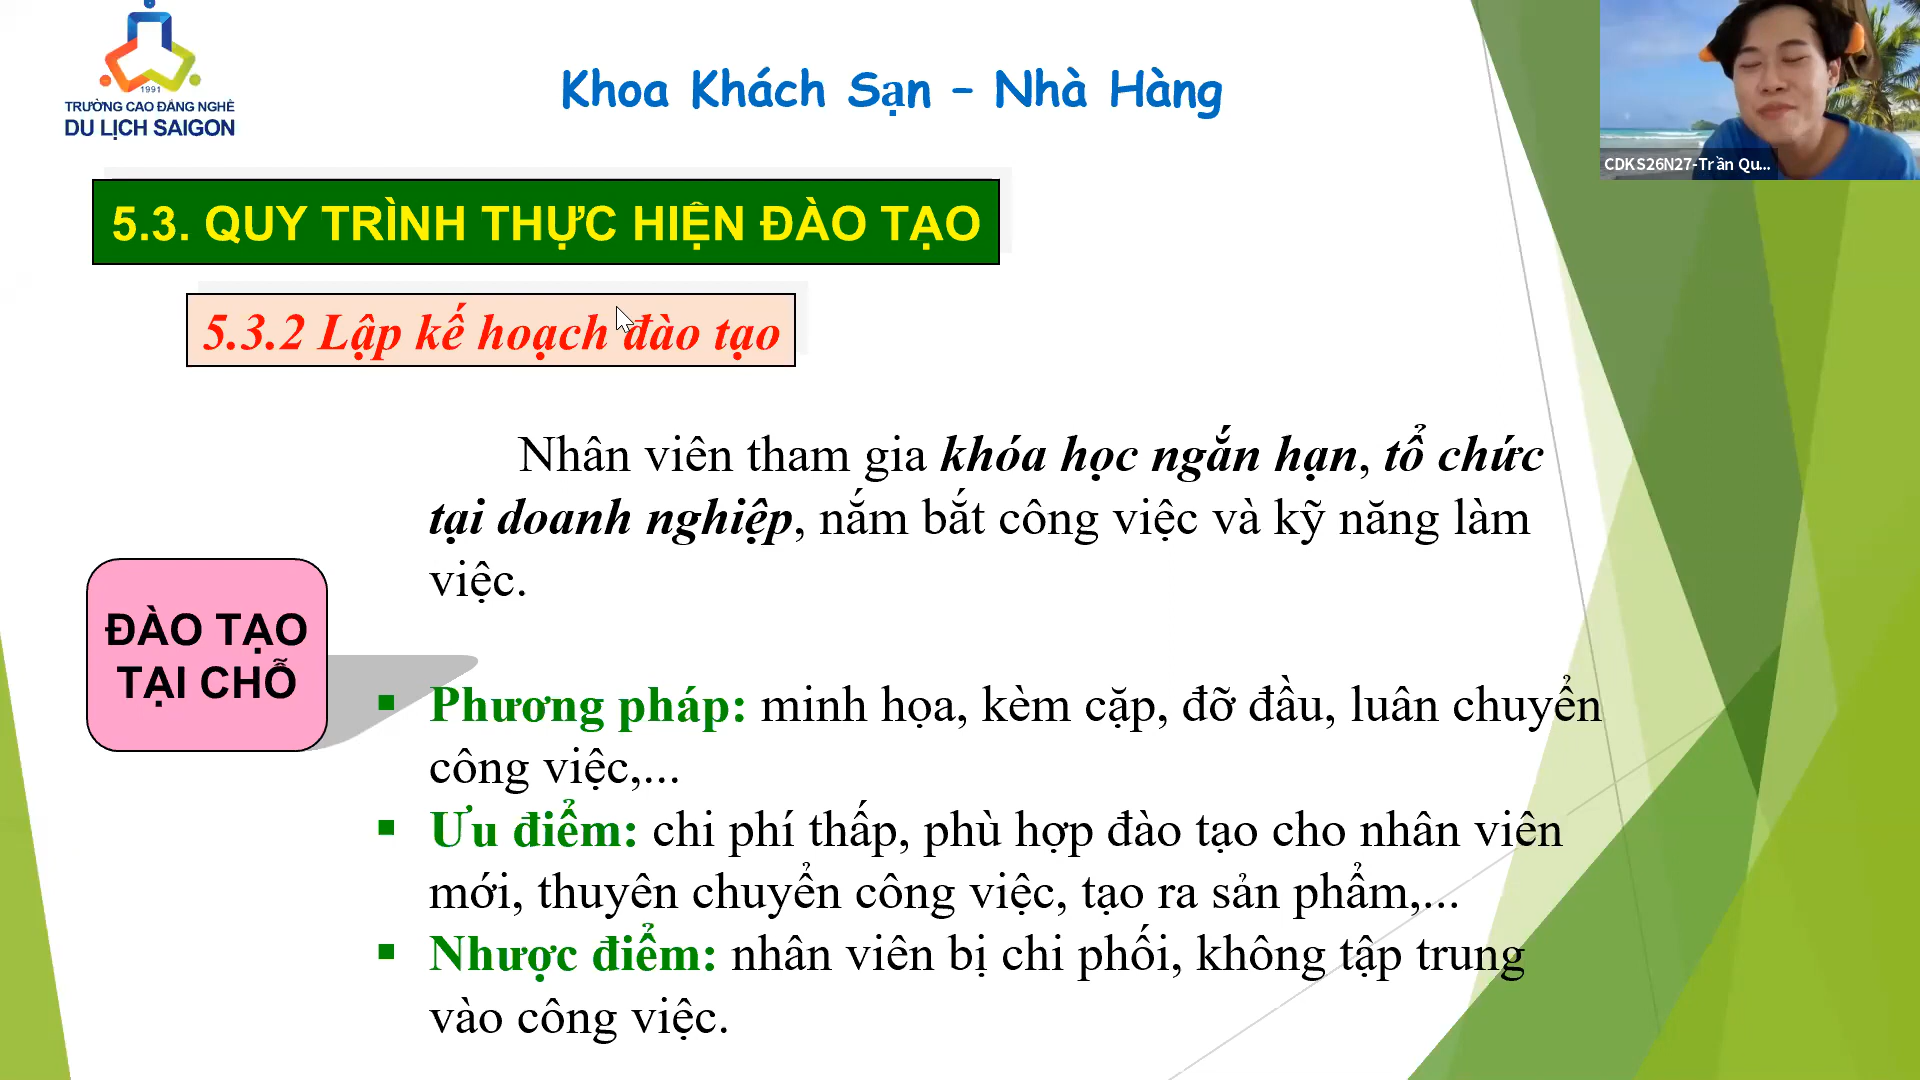 1991
TRƯỜNG CAO ĐẲNG NGHỀ
DU LỊCH SAIGON
Khoa Khách Sạn – Nhà Hàng
CDKS26N27-Trần Qu...
5.3. QUY TRÌNH THỰC HIỆN ĐÀO TẠO
5.3.2 Lập kế hoạch đào tạo
Nhân viên tham gia khóa học ngắn hạn, tổ chức
tại doanh nghiệp, nắm bắt công việc và kỹ năng làm
việc.
ĐÀO TẠO
TẠI CHỖ
▪ Phương pháp: minh họa, kèm cặp, đỡ đầu, luân chuyển
công việc,...
▪ Ưu điểm: chi phí thấp, phù hợp đào tạo cho nhân viên
mới, thuyên chuyển công việc, tạo ra sản phẩm,...
▪ Nhược điểm: nhân viên bị chi phối, không tập trung
vào công việc.